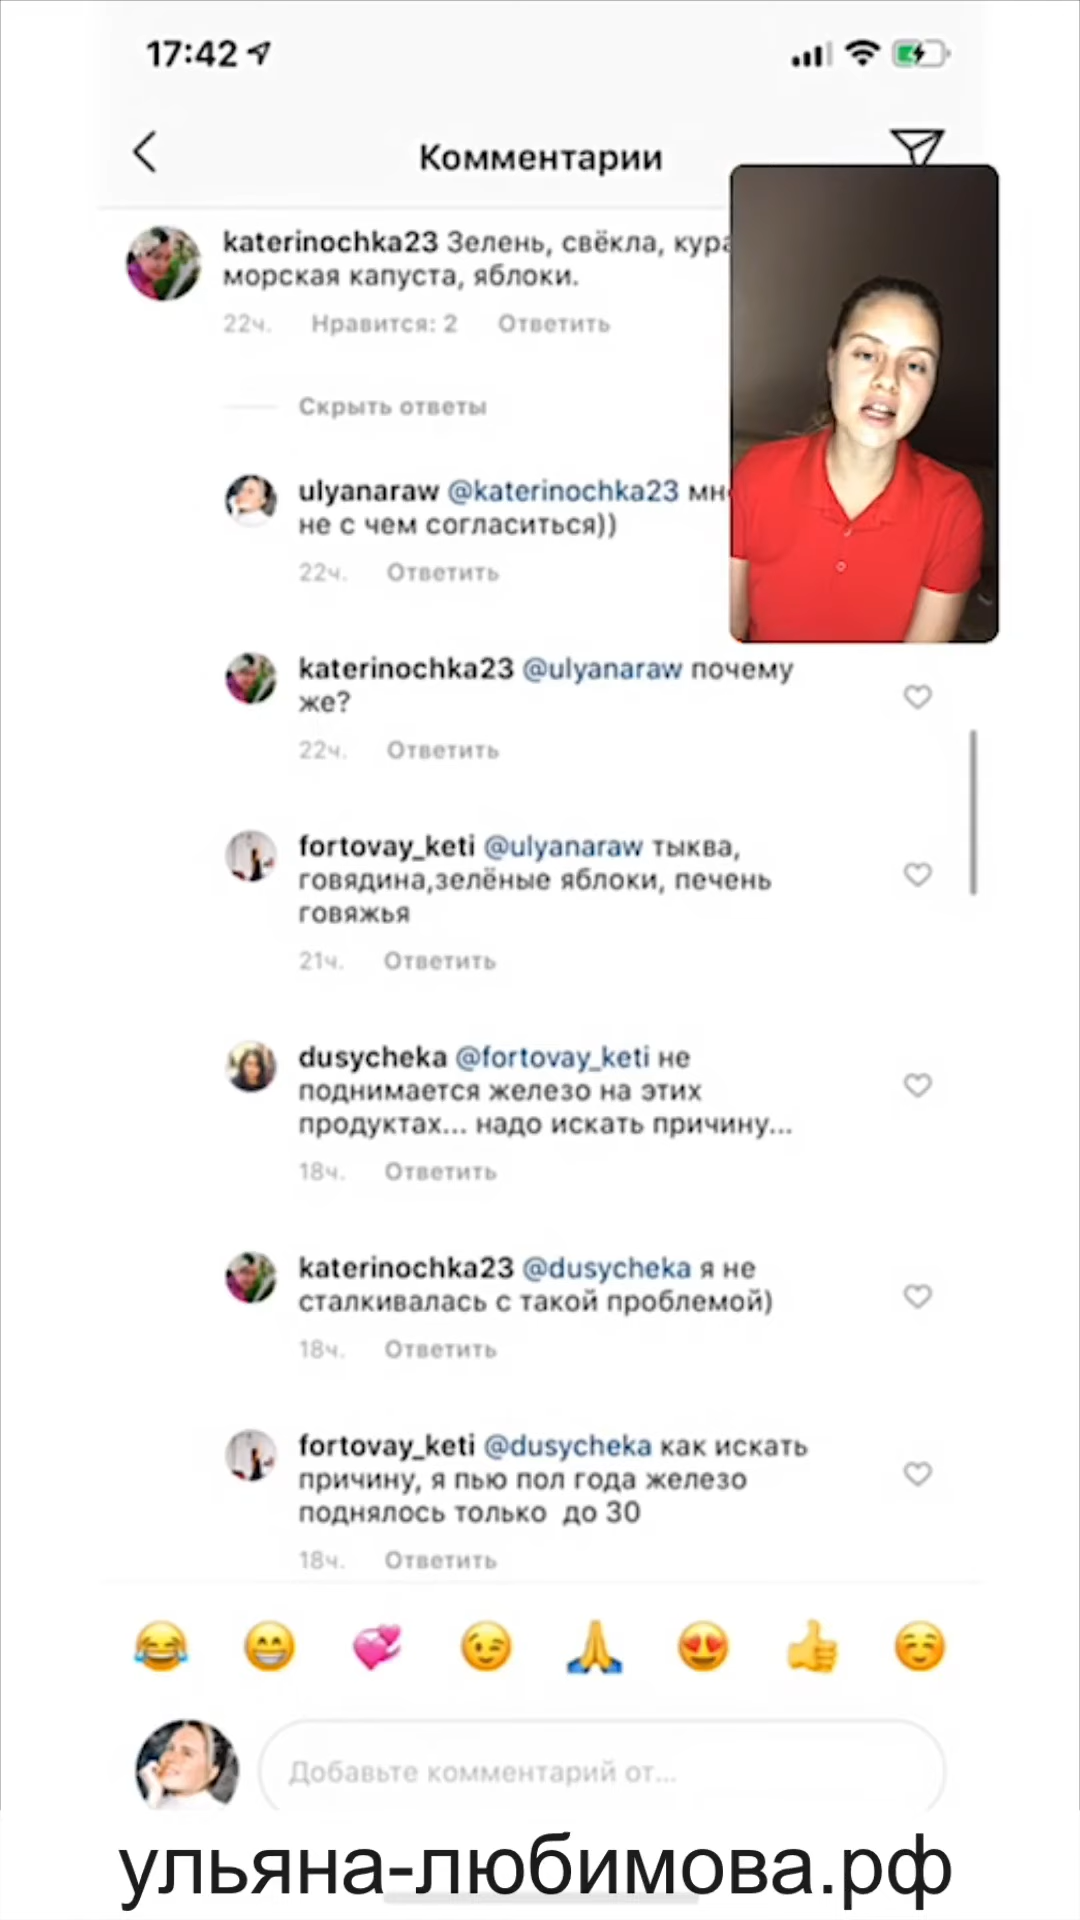 17:42
Комментарии
katerinochka23 Зелень, свёкла,
морская капуста, яблоки.
22ч. Нравится: 2 Ответить
Скрыть ответы
ulyanaraw @katerinochka23
не с чем согласиться))
22ч. Ответить
katerinochka23 @ulyanaraw почему
же?
22ч. Ответить
fortovay_keti @ulyanaraw тыква,
говядина,зелёные яблоки, печень
говяжья
21ч. Ответить
dusycheka @fortovay_keti не
поднимается железо на этих
продуктах... надо искать причину...
18ч. Ответить
katerinochka23 @dusycheka я не
сталкивалась с такой проблемой)
18ч. Ответить
fortovay_keti @dusycheka как искать
причину, я пью пол года железо
поднялось только до 30
18ч. Ответить
Добавьте комментарий от...
ульяна-любимова.рф